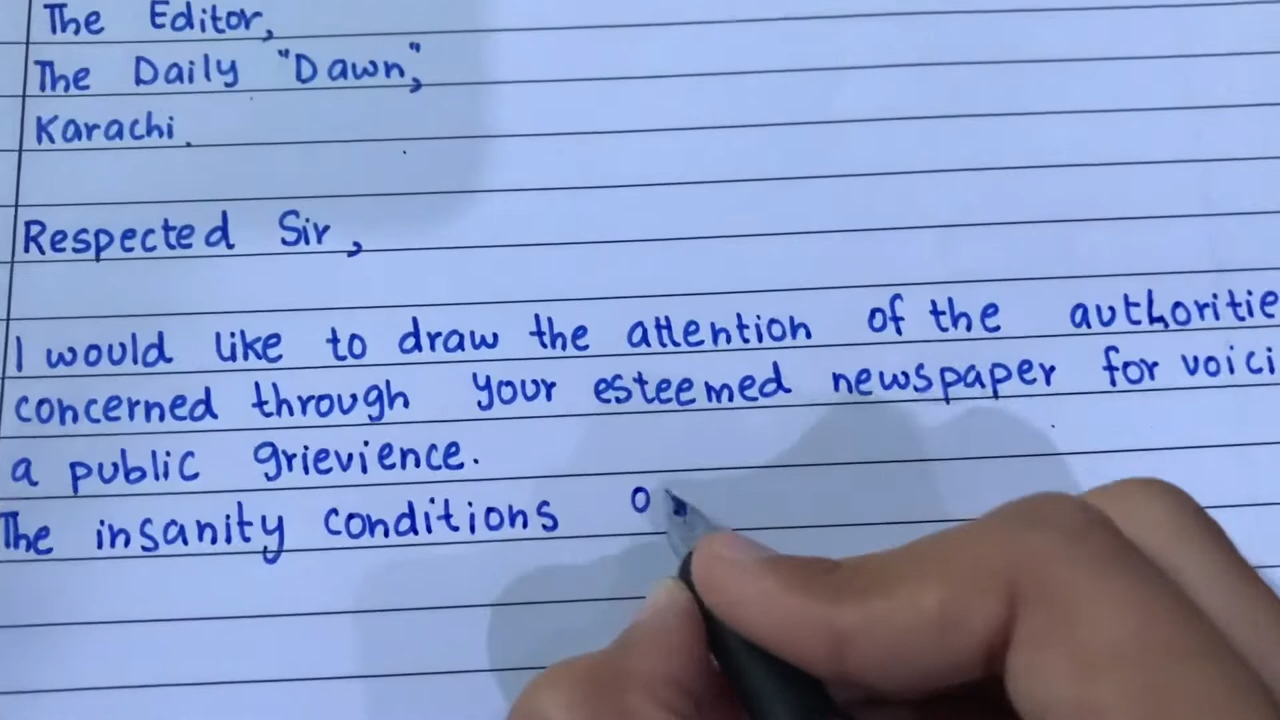 The Editor,
The Daily "Dawn",
Karachi.
Respected Sir,
I would like to draw the attention of the authoritie
concerned through your esteemed newspaper for voici
a public grievience.
The insanity conditions o